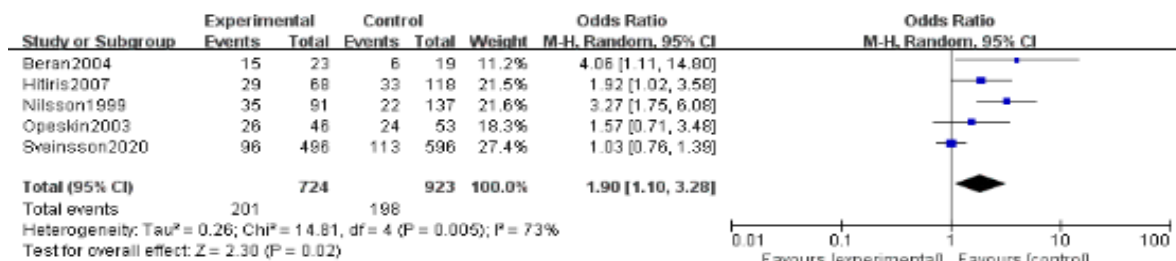 Experimental Control Odds Ratio Odds Ratio
Study or Subgroup Events Total Events Total Weight M-H, Random, 95% CI M-H, Random, 95% CI
Beran2004 15 23 6 19 11.2% 4.06 [1.11, 14.80]
Hitiris2007 29 68 33 118 21.5% 1.92 [1.02, 3.58]
Nilsson1999 35 91 22 137 21.6% 3.27 [1.75, 6.08]
Opeskin2003 26 46 24 53 18.3% 1.57 [0.71, 3.48]
Sveinsson2020 96 496 113 596 27.4% 1.03 [0.76, 1.39]
Total (95% CI) 724 923 100.0% 1.90 [1.10, 3.28]
Total events 201 198
Heterogeneity: Tau² = 0.26; Chi² = 14.81, df = 4 (P = 0.005); I² = 73%
Test for overall effect: Z = 2.30 (P = 0.02)
0.01 0.1 1 10 100
Favours [experimental] Favours [control]